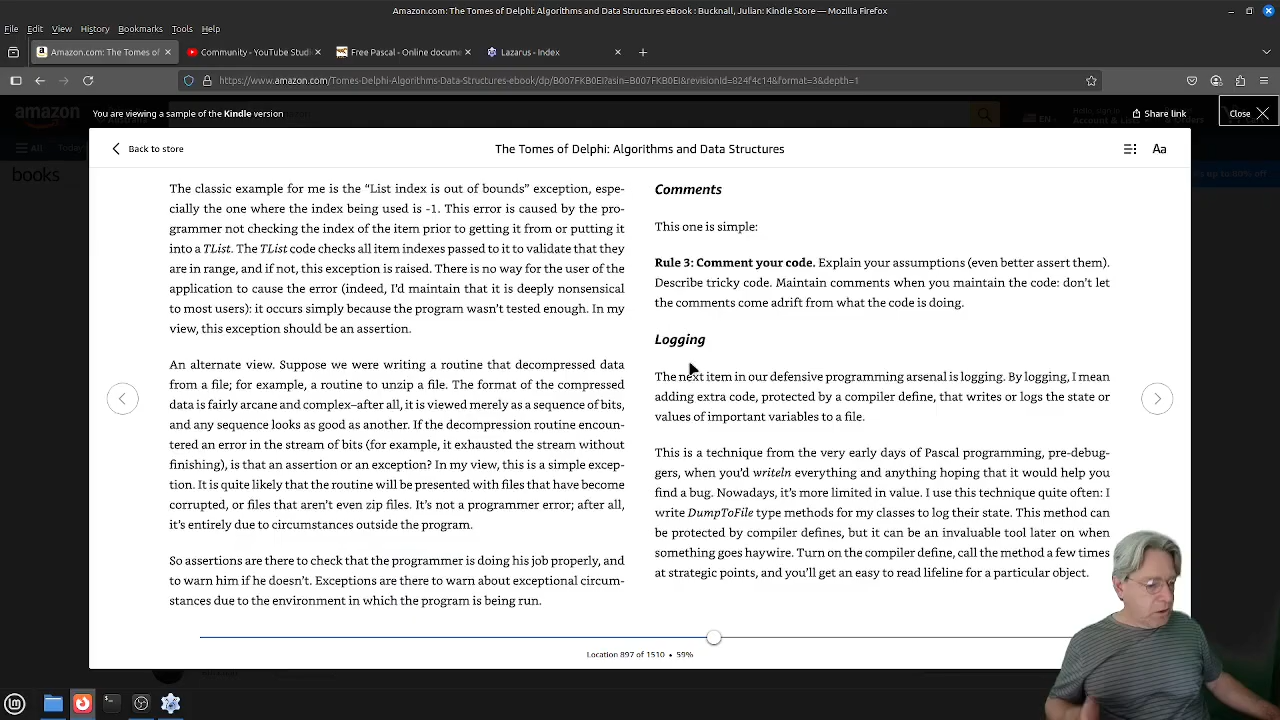 Amazon.com: The Tomes of Delphi: Algorithms and Data Structures eBook : Bucknall, Julian: Kindle Store — Mozilla Firefox
File Edit View History Bookmarks Tools Help
Amazon.com: The Tomes of
Community - YouTube Studi
Free Pascal - Online docume
Lazarus - Index
https://www.amazon.com/Tomes-Delphi-Algorithms-Data-Structures-ebook/dp/B007FKB0EI?asin=B007FKB0EI&revisionId=824f4c14&format=3&depth=1
amazon
You are viewing a sample of the Kindle version
EN
Share link
Close
All
books
Back to store
The Tomes of Delphi: Algorithms and Data Structures
Aa
The classic example for me is the “List index is out of bounds” exception, espe-
cially the one where the index being used is -1. This error is caused by the pro-
grammer not checking the index of the item prior to getting it from or putting it
into a TList. The TList code checks all item indexes passed to it to validate that they
are in range, and if not, this exception is raised. There is no way for the user of the
application to cause the error (indeed, I'd maintain that it is deeply nonsensical
to most users): it occurs simply because the program wasn’t tested enough. In my
view, this exception should be an assertion.
An alternate view. Suppose we were writing a routine that decompressed data
from a file; for example, a routine to unzip a file. The format of the compressed
data is fairly arcane and complex–after all, it is viewed merely as a sequence of bits,
and any sequence looks as good as another. If the decompression routine encoun-
tered an error in the stream of bits (for example, it exhausted the stream without
finishing), is that an assertion or an exception? In my view, this is a simple excep-
tion. It is quite likely that the routine will be presented with files that have become
corrupted, or files that aren’t even zip files. It’s not a programmer error; after all,
it’s entirely due to circumstances outside the program.
So assertions are there to check that the programmer is doing his job properly, and
to warn him if he doesn’t. Exceptions are there to warn about exceptional circum-
stances due to the environment in which the program is being run.
Comments
This one is simple:
Rule 3: Comment your code. Explain your assumptions (even better assert them).
Describe tricky code. Maintain comments when you maintain the code: don’t let
the comments come adrift from what the code is doing.
Logging
The next item in our defensive programming arsenal is logging. By logging, I mean
adding extra code, protected by a compiler define, that writes or logs the state or
values of important variables to a file.
This is a technique from the very early days of Pascal programming, pre-debug-
gers, when you’d writeln everything and anything hoping that it would help you
find a bug. Nowadays, it’s more limited in value. I use this technique quite often: I
write DumpToFile type methods for my classes to log their state. This method can
be protected by compiler defines, but it can be an invaluable tool later on when
something goes haywire. Turn on the compiler define, call the method a few times
at strategic points, and you’ll get an easy to read lifeline for a particular object.
Location 897 of 1510 • 59%